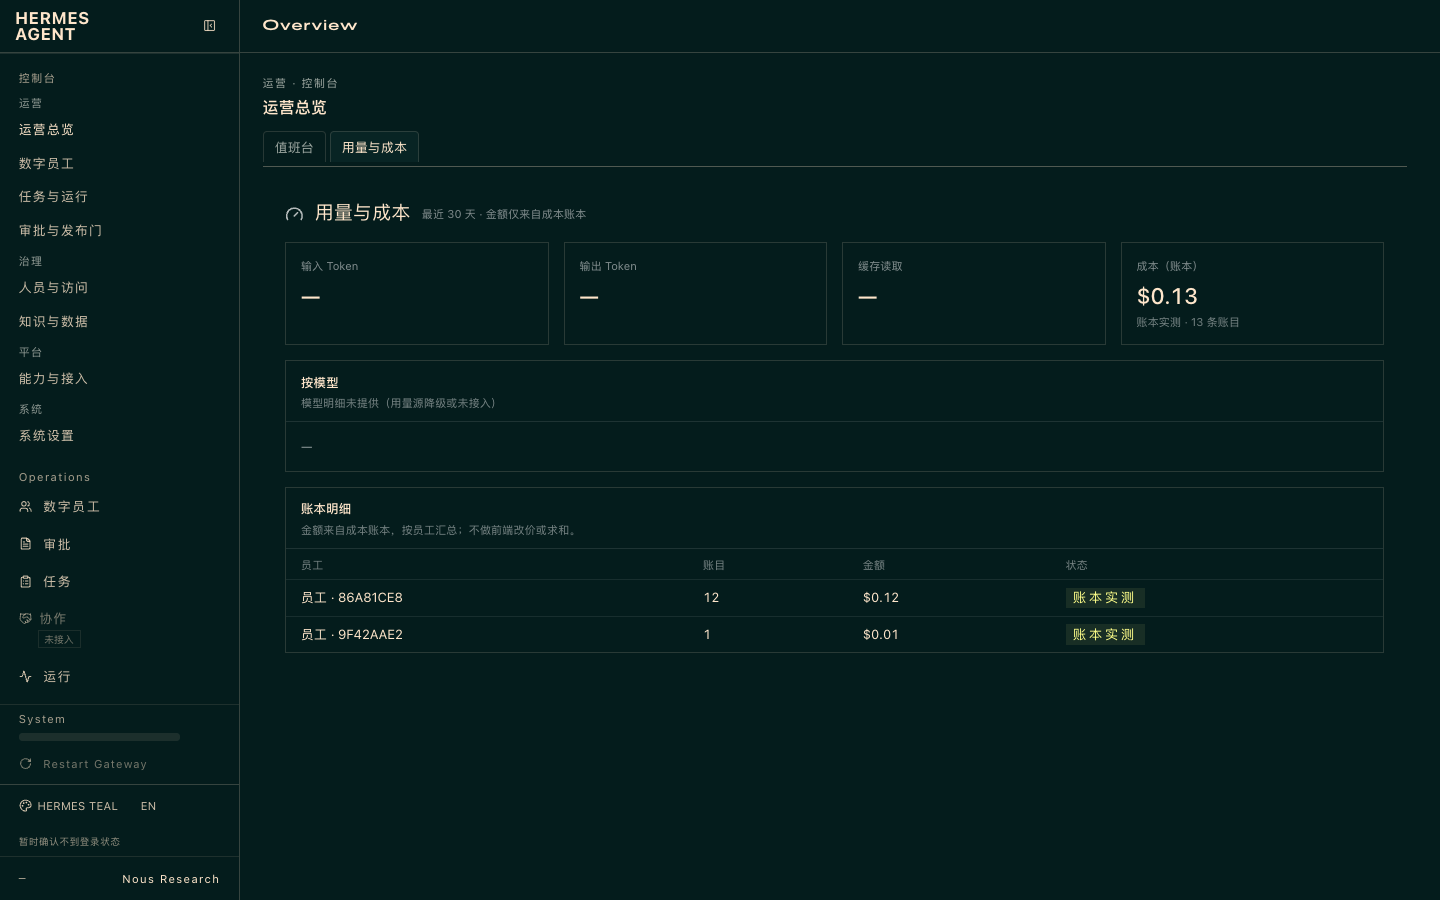 HERMES
AGENT
Overview
控制台
运营
运营总览
数字员工
任务与运行
审批与发布门
治理
人员与访问
知识与数据
平台
能力与接入
系统
系统设置
Operations
数字员工
审批
任务
协作
未接入
运行
System
Restart Gateway
HERMES TEAL EN
暂时确认不到登录状态
— Nous Research
运营 · 控制台
运营总览
值班台 用量与成本
用量与成本 最近 30 天 · 金额仅来自成本账本
输入 Token
—
输出 Token
—
缓存读取
—
成本（账本）
$0.13
账本实测 · 13 条账目
按模型
模型明细未提供（用量源降级或未接入）
—
账本明细
金额来自成本账本，按员工汇总；不做前端改价或求和。
员工 账目 金额 状态
员工 · 86A81CE8 12 $0.12 账本实测
员工 · 9F42AAE2 1 $0.01 账本实测